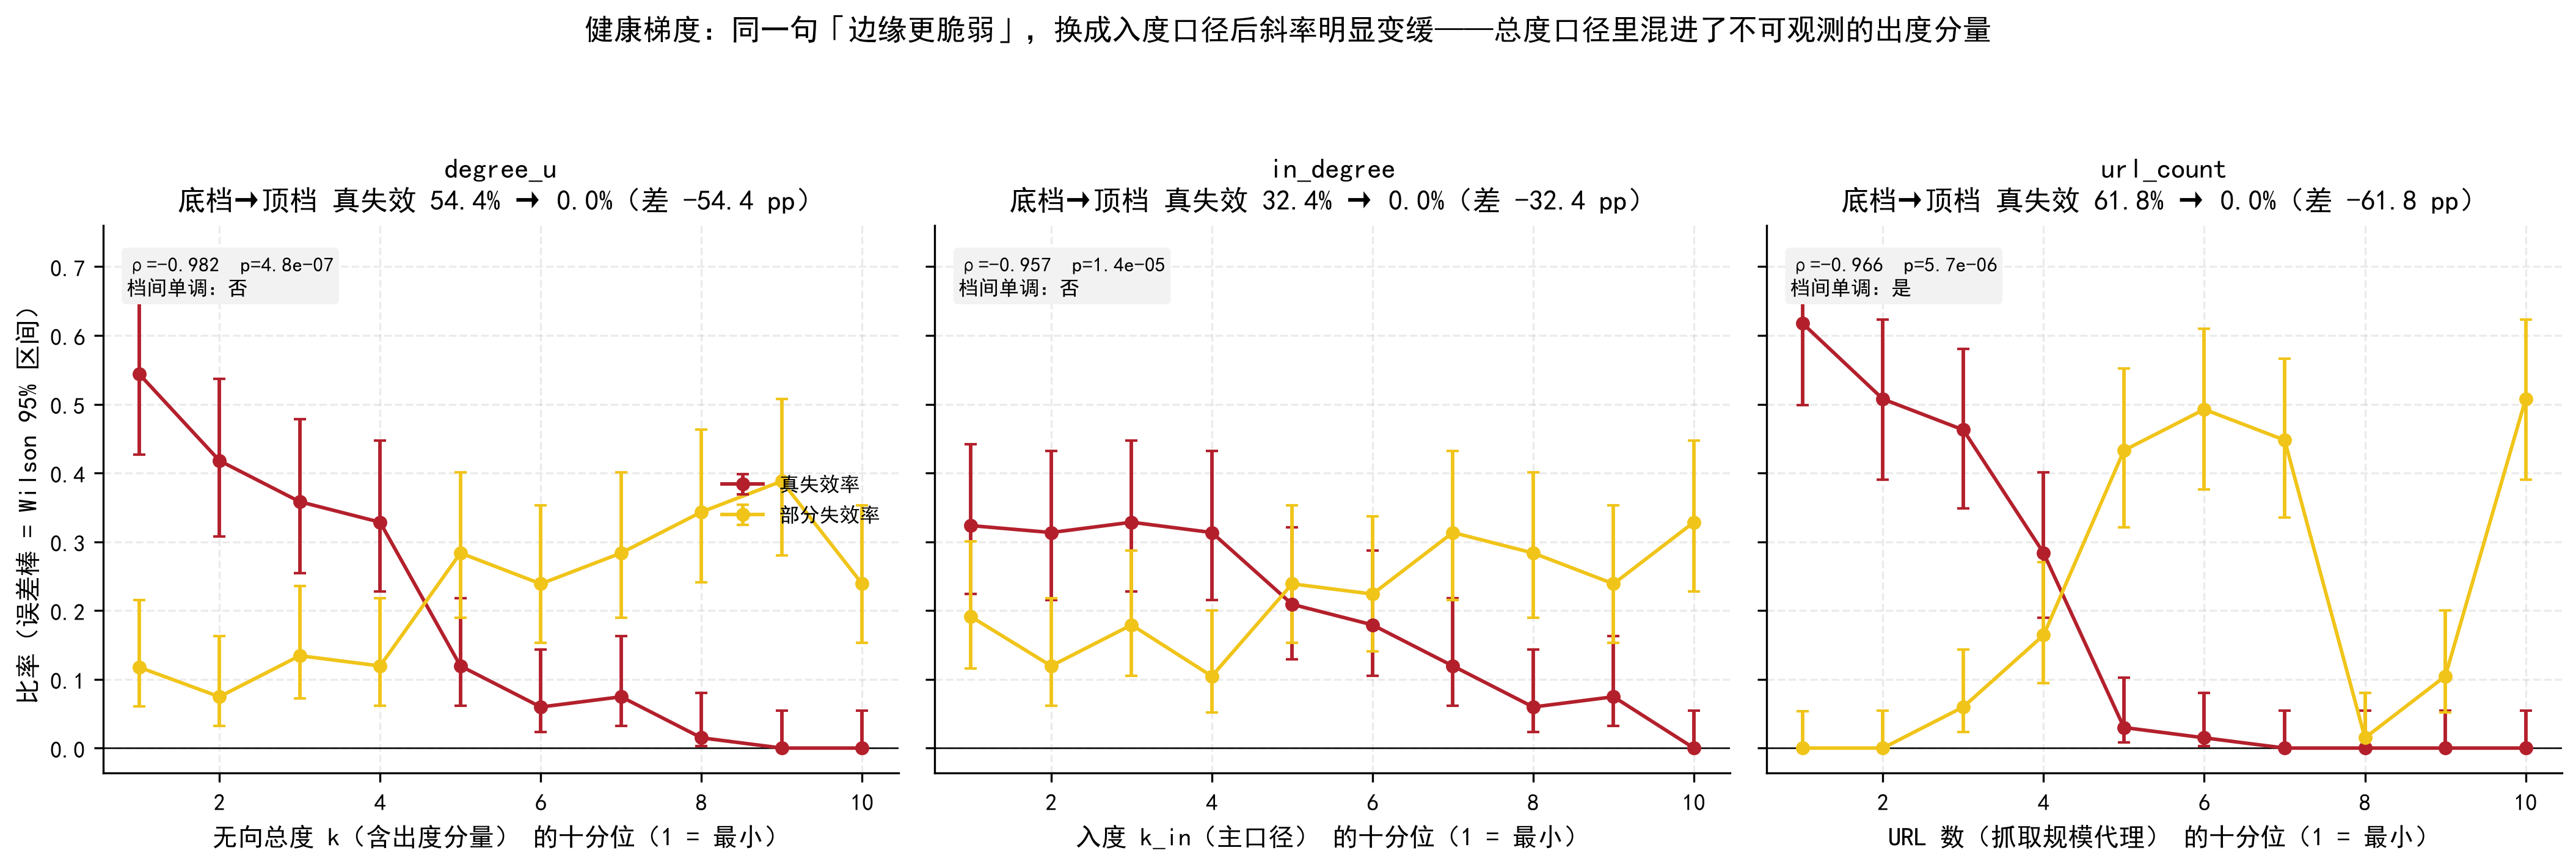 健康梯度：同一句「边缘更脆弱」，换成入度口径后斜率明显变缓——总度口径里混进了不可观测的出度分量
degree_u
底档→顶档 真失效 54.4% → 0.0%（差 -54.4 pp）
in_degree
底档→顶档 真失效 32.4% → 0.0%（差 -32.4 pp）
url_count
底档→顶档 真失效 61.8% → 0.0%（差 -61.8 pp）
比率（误差棒 = Wilson 95% 区间）
0.7
0.6
0.5
0.4
0.3
0.2
0.1
0.0
ρ=-0.982 p=4.8e-07
档间单调：否
真失效率
部分失效率
2 4 6 8 10
无向总度 k（含出度分量） 的十分位（1 = 最小）
ρ=-0.957 p=1.4e-05
档间单调：否
2 4 6 8 10
入度 k_in（主口径） 的十分位（1 = 最小）
ρ=-0.966 p=5.7e-06
档间单调：是
2 4 6 8 10
URL 数（抓取规模代理） 的十分位（1 = 最小）